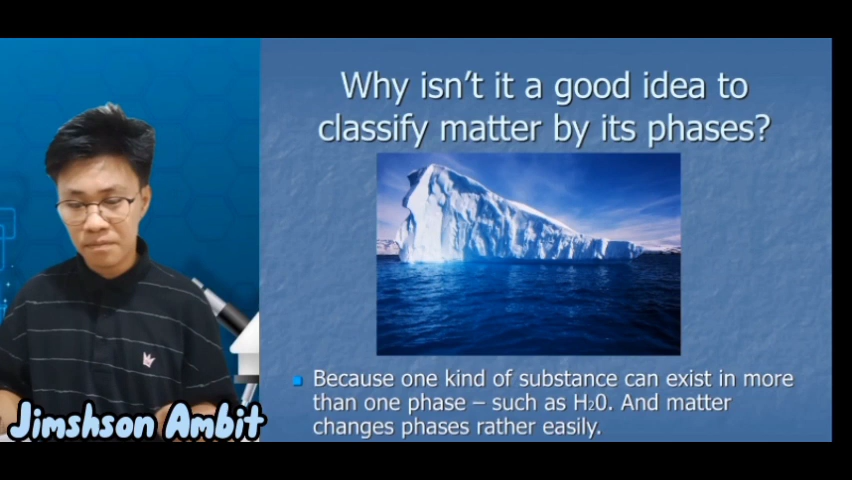 Why isn't it a good idea to
classify matter by its phases?
Because one kind of substance can exist in more
than one phase – such as H₂0. And matter
changes phases rather easily.
Jimshson Ambit